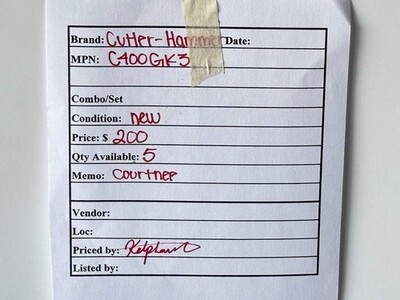 Brand: Cutler-Hammer Date:
MPN: C400GK3
Combo/Set
Condition: new
Price: $ 200
Qty Available: 5
Memo: Courtney
Vendor:
Loc:
Priced by:
Listed by: